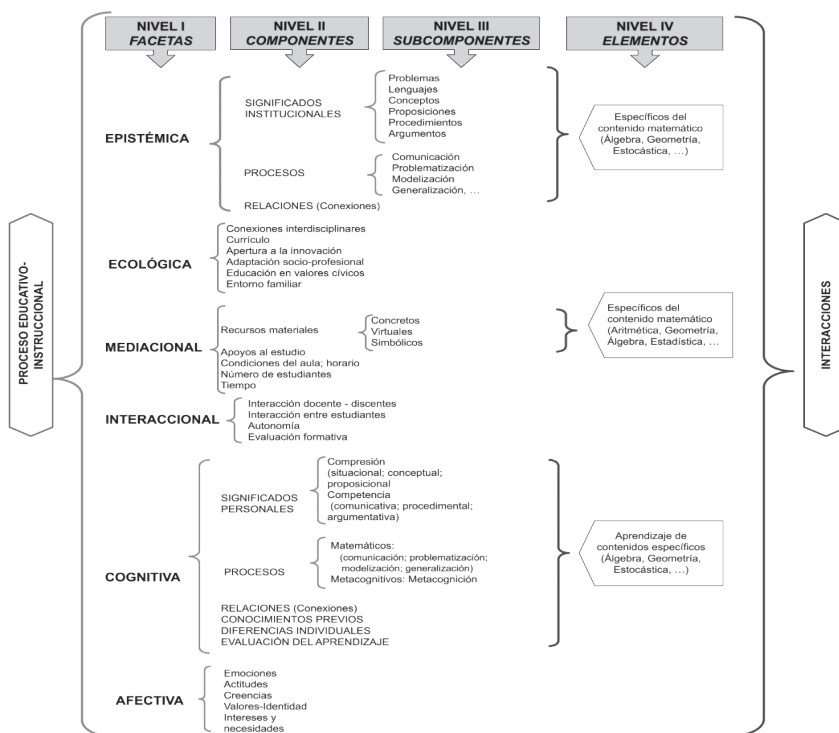 NIVEL I
FACETAS
NIVEL II
COMPONENTES
NIVEL III
SUBCOMPONENTES
NIVEL IV
ELEMENTOS
PROCESO EDUCATIVO-
INSTRUCCIONAL
EPISTÉMICA
SIGNIFICADOS
INSTITUCIONALES
Problemas
Lenguajes
Conceptos
Proposiciones
Procedimientos
Argumentos
PROCESOS
Comunicación
Problematización
Modelización
Generalización, ...
RELACIONES (Conexiones)
Específicos del
contenido matemático
(Álgebra, Geometría,
Estocástica, ...)
ECOLÓGICA
Conexiones interdisciplinares
Currículo
Apertura a la innovación
Adaptación socio-profesional
Educación en valores cívicos
Entorno familiar
MEDIACIONAL
Recursos materiales
Concretos
Virtuales
Simbólicos
Apoyos al estudio
Condiciones del aula; horario
Número de estudiantes
Tiempo
Específicos del
contenido matemático
(Aritmética, Geometría,
Álgebra, Estadística, ...
INTERACCIONAL
Interacción docente - discentes
Interacción entre estudiantes
Autonomía
Evaluación formativa
COGNITIVA
SIGNIFICADOS
PERSONALES
Compresión
(situacional; conceptual;
proposicional
Competencia
(comunicativa; procedimental;
argumentativa)
PROCESOS
Matemáticos:
(comunicación; problematización;
modelización; generalización)
Metacognitivos: Metacognición
RELACIONES (Conexiones)
CONOCIMIENTOS PREVIOS
DIFERENCIAS INDIVIDUALES
EVALUACIÓN DEL APRENDIZAJE
Aprendizaje de
contenidos específicos
(Álgebra, Geometría,
Estocástica, ...)
AFECTIVA
Emociones
Actitudes
Creencias
Valores-Identidad
Intereses y
necesidades
INTERACCIONES